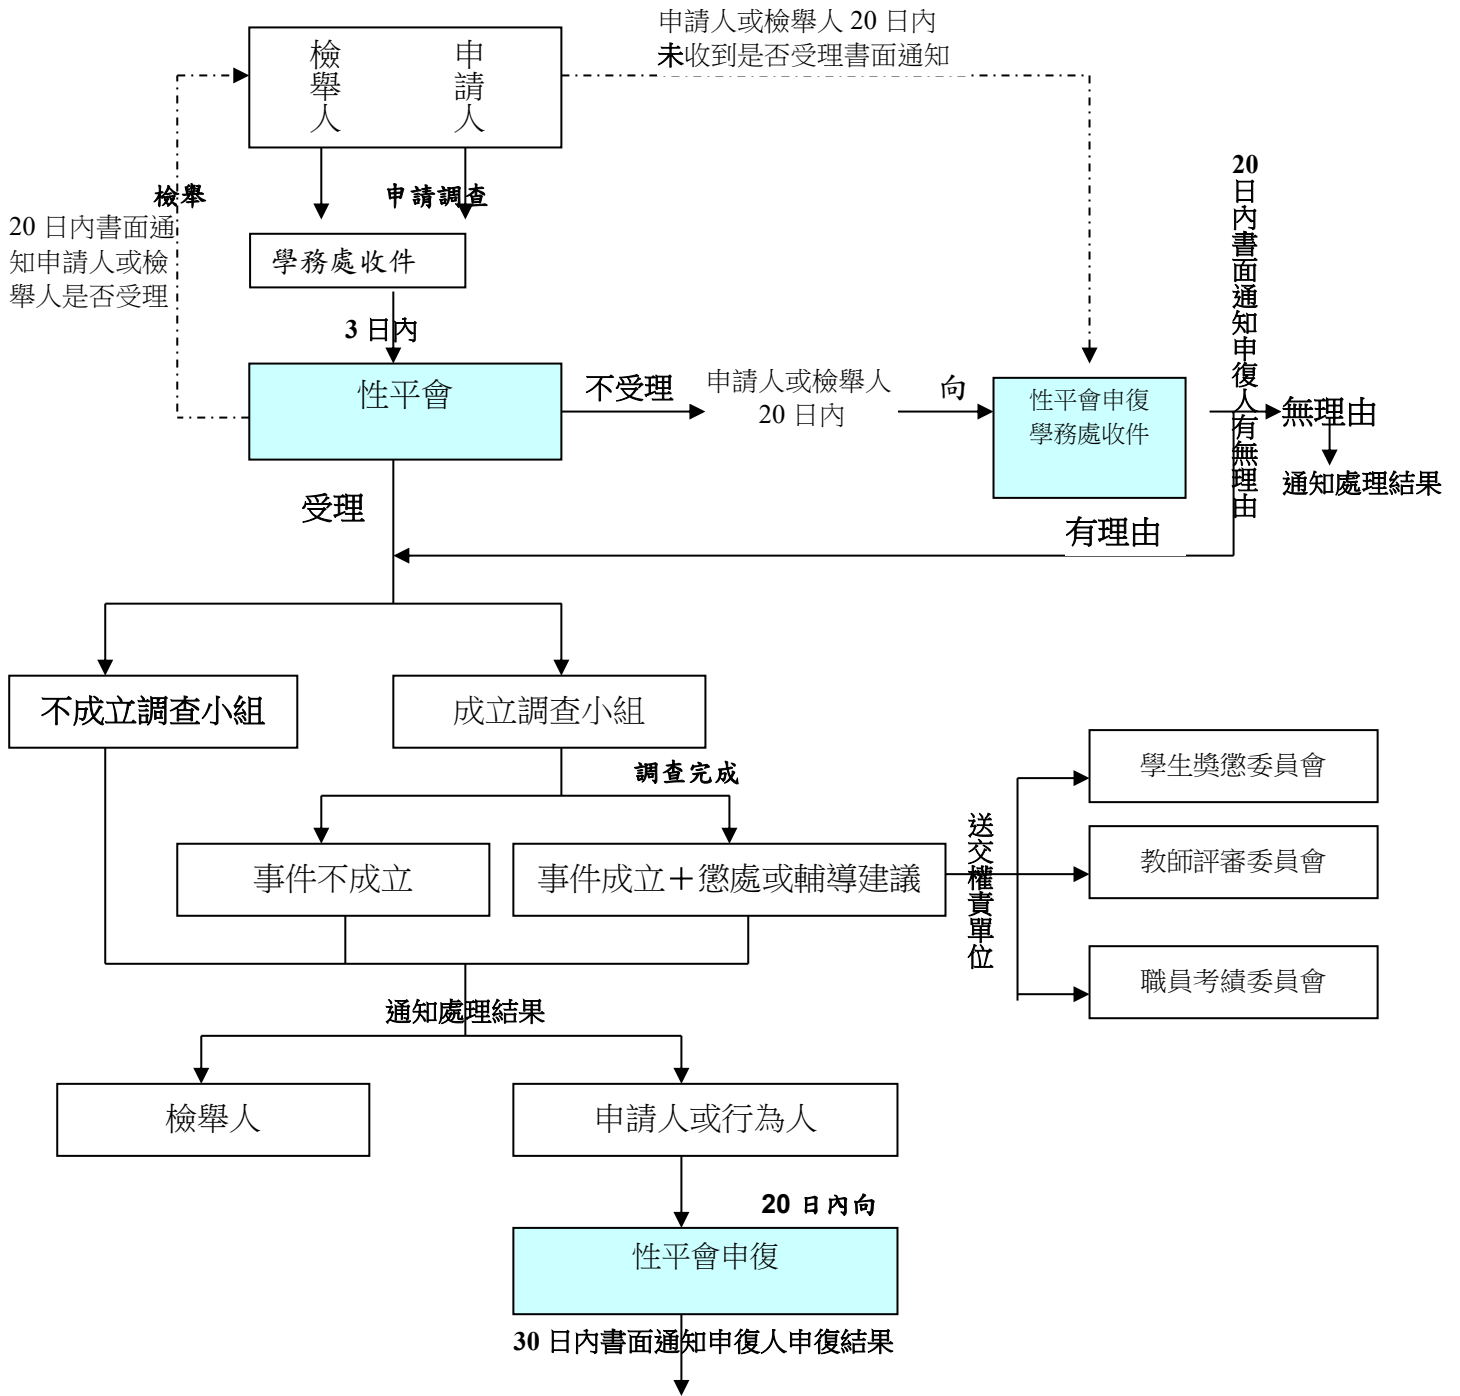 申請人或檢舉人 20 日內
未收到是否受理書面通知
檢舉人
申請人
檢舉
申請調查
20 日內書面通
知申請人或檢
舉人是否受理
學務處收件
3 日內
性平會
不受理
申請人或檢舉人
20 日內
向
性平會申復
學務處收件
20日內書面通知申復人有無理由
無理由
通知處理結果
受理
有理由
不成立調查小組
成立調查小組
調查完成
事件不成立
事件成立＋懲處或輔導建議
送交權責單位
學生獎懲委員會
教師評審委員會
職員考績委員會
通知處理結果
檢舉人
申請人或行為人
20 日內向
性平會申復
30 日內書面通知申復人申復結果